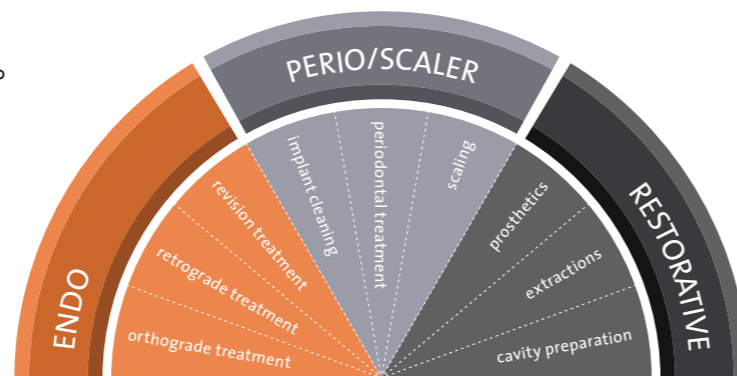 PERIO/SCALER
ENDO
RESTORATIVE
orthograde treatment
retrograde treatment
revision treatment
implant cleaning
periodontal treatment
scaling
prosthetics
extractions
cavity preparation